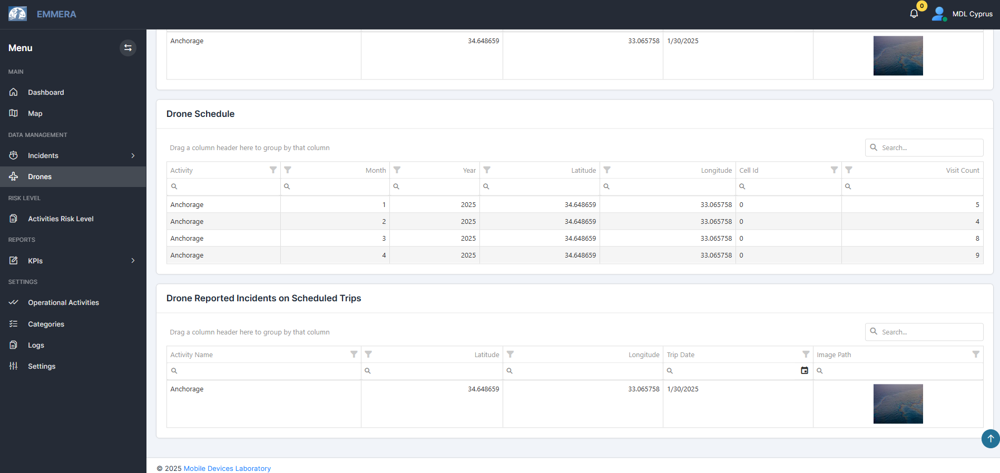 EMMERA
0
MDL Cyprus
Menu
MAIN
Dashboard
Map
DATA MANAGEMENT
Incidents
Drones
RISK LEVEL
Activities Risk Level
REPORTS
KPIs
SETTINGS
Operational Activities
Categories
Logs
Settings
Anchorage 34.648659 33.065758 1/30/2025
Drone Schedule
Drag a column header here to group by that column
Search...
Activity Month Year Latitude Longitude Cell Id Visit Count
Anchorage 1 2025 34.648659 33.065758 0 5
Anchorage 2 2025 34.648659 33.065758 0 4
Anchorage 3 2025 34.648659 33.065758 0 8
Anchorage 4 2025 34.648659 33.065758 0 9
Drone Reported Incidents on Scheduled Trips
Drag a column header here to group by that column
Search...
Activity Name Latitude Longitude Trip Date Image Path
Anchorage 34.648659 33.065758 1/30/2025
© 2025 Mobile Devices Laboratory